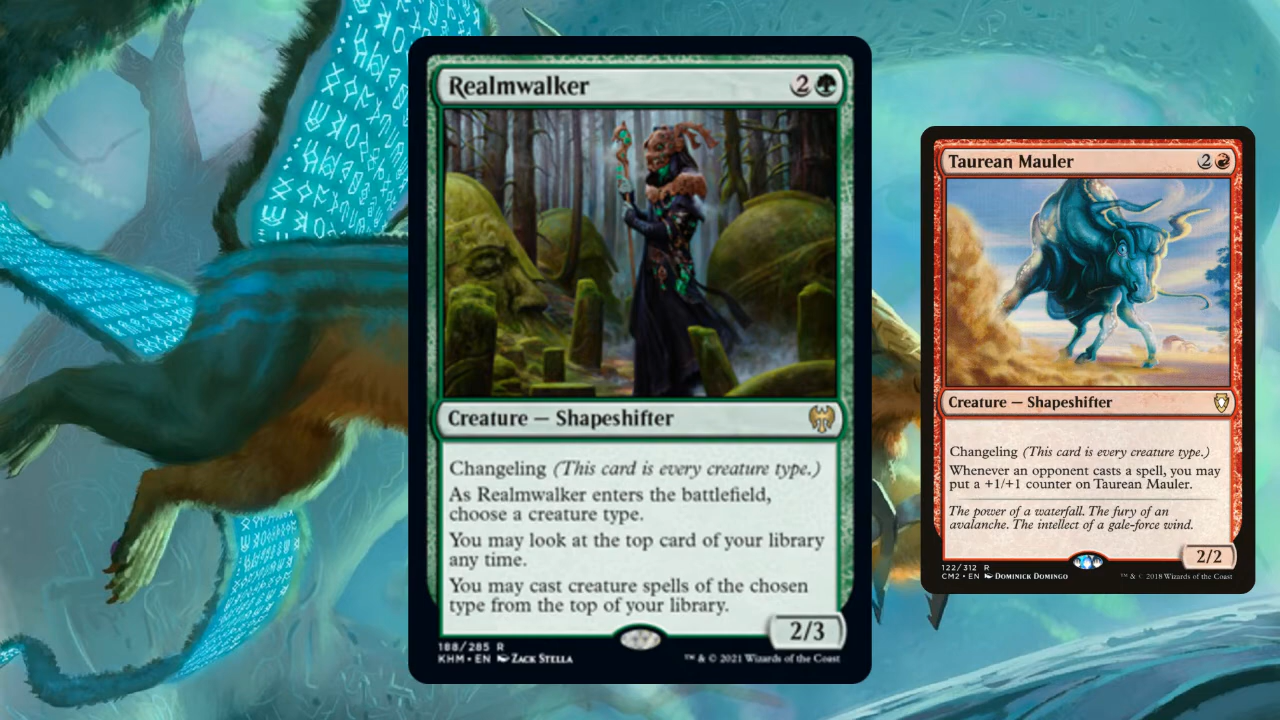 Realmwalker 2
Creature — Shapeshifter
Changeling (This card is every creature type.)
As Realmwalker enters the battlefield,
choose a creature type.
You may look at the top card of your library
any time.
You may cast creature spells of the chosen
type from the top of your library.
2/3
188/285 R
KHM • EN Zack Stella
™ & © 2021 Wizards of the Coast
Taurean Mauler 2
Creature — Shapeshifter
Changeling (This card is every creature type.)
Whenever an opponent casts a spell, you may
put a +1/+1 counter on Taurean Mauler.
The power of a waterfall. The fury of an
avalanche. The intellect of a gale-force wind.
2/2
122/312 R
CM2 • EN Dominick Domingo
™ & © 2018 Wizards of the Coast